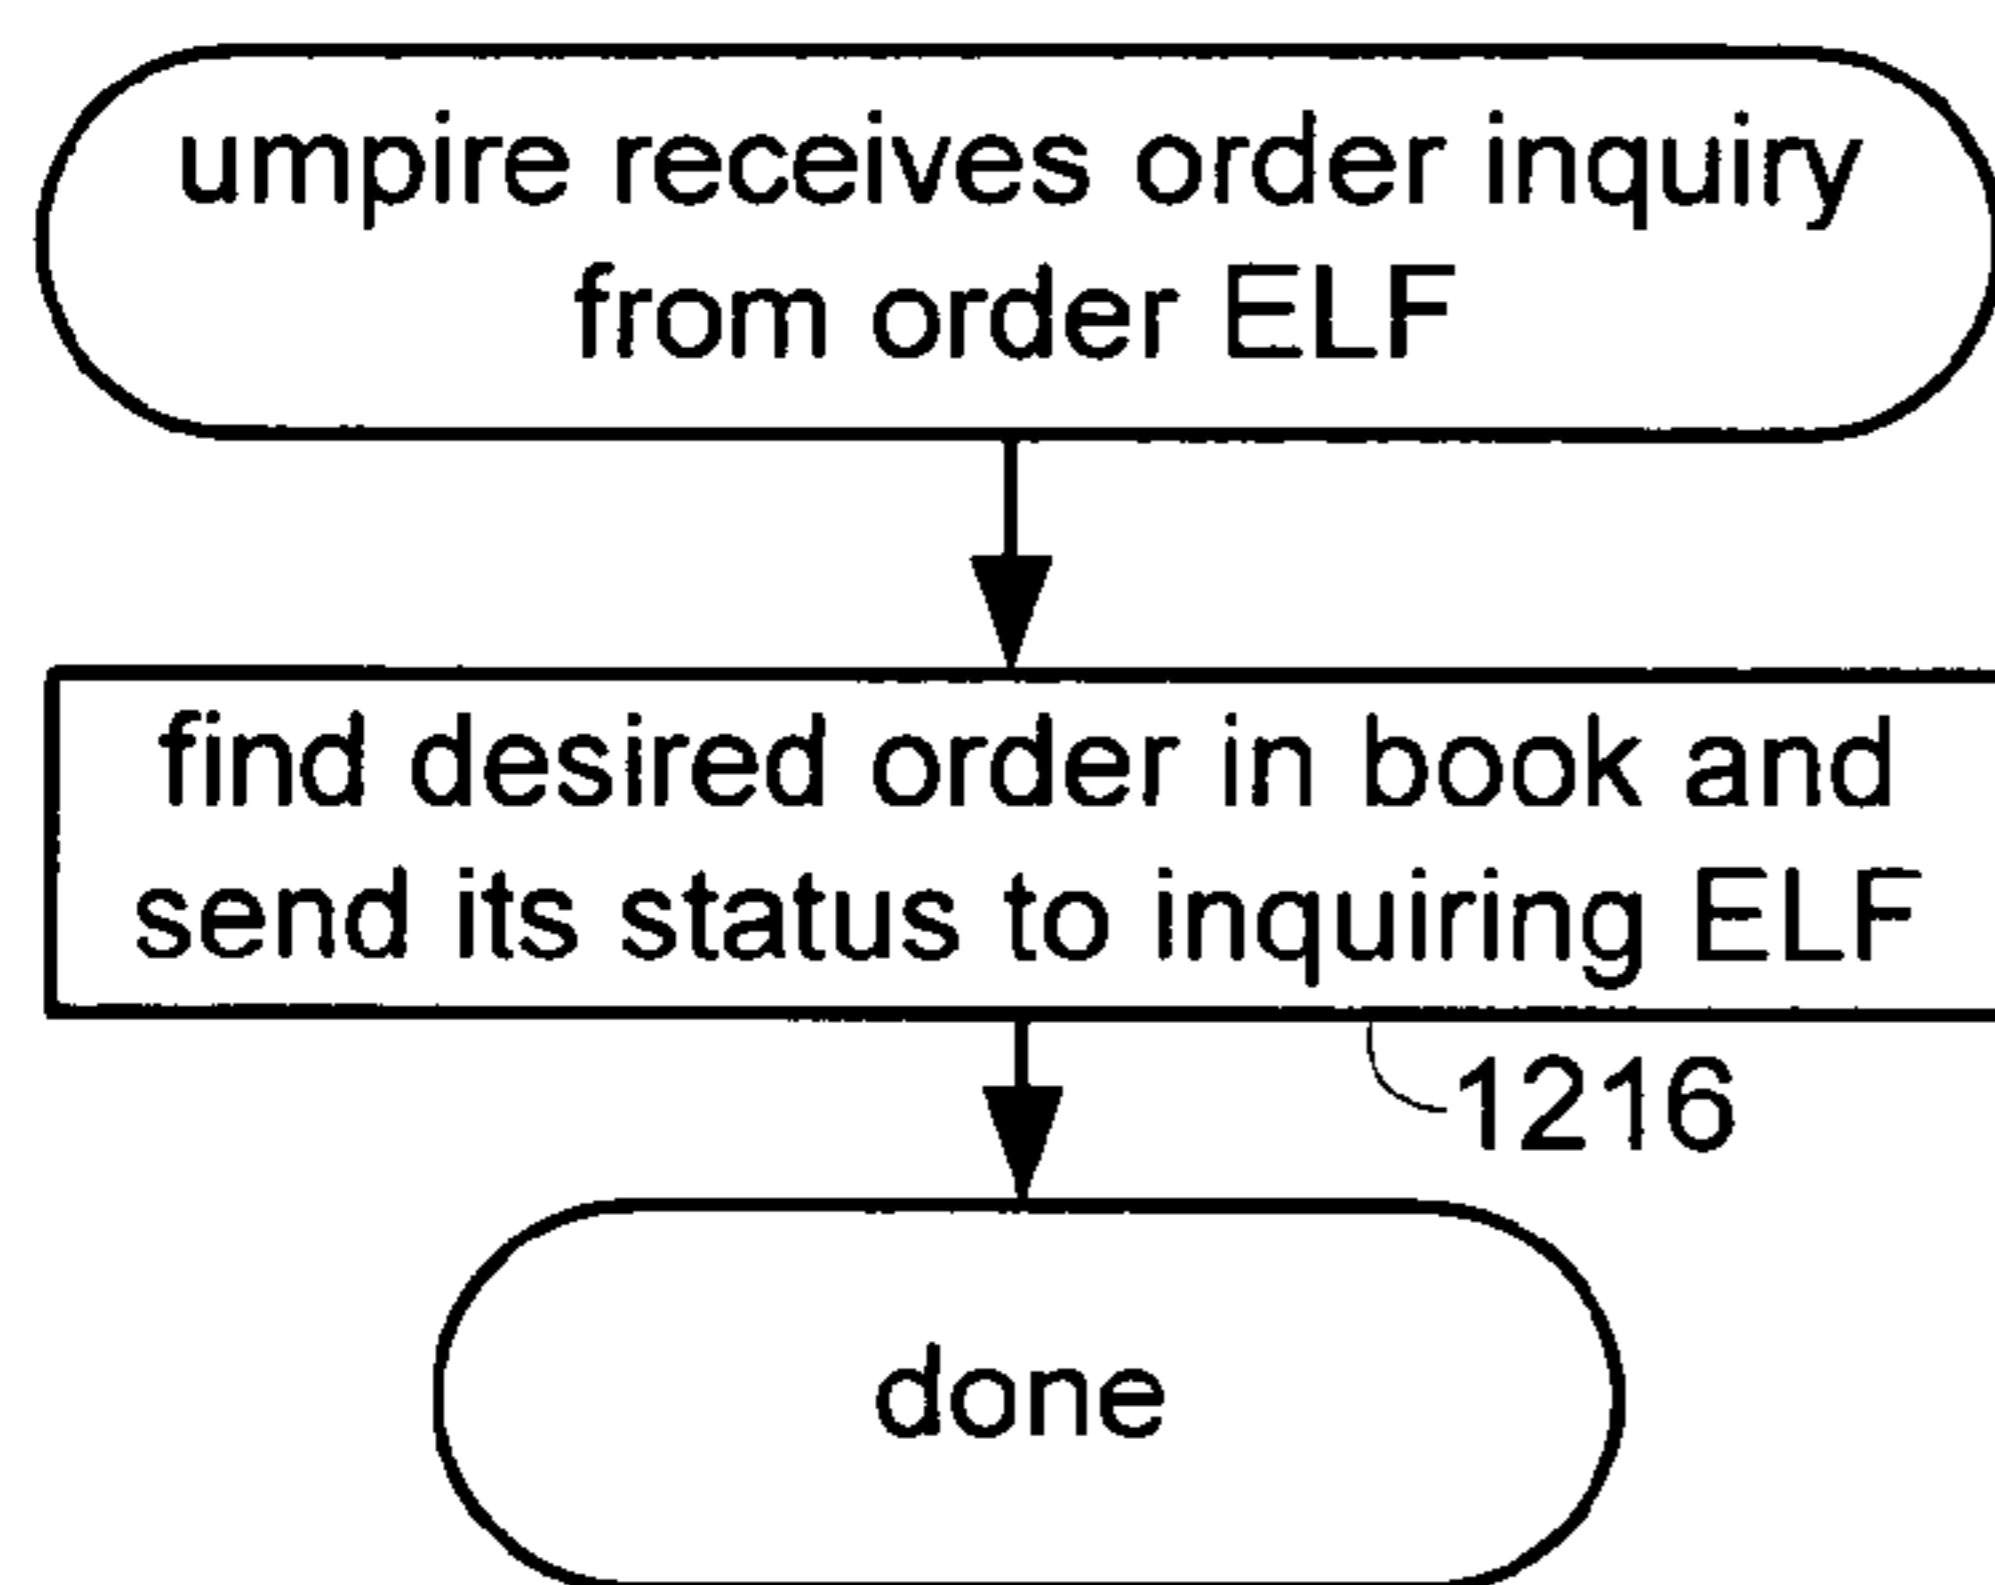 umpire receives order inquiry
from order ELF
find desired order in book and
send its status to inquiring ELF
1216
done